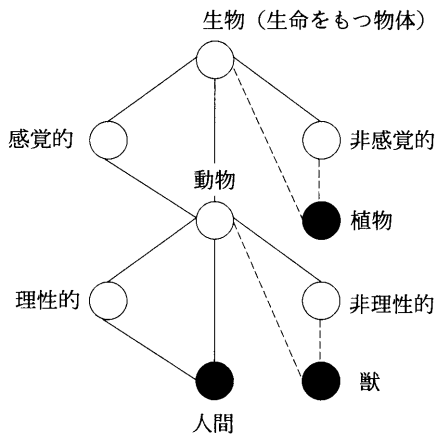 生物（生命をもつ物体）
感覚的
非感覚的
動物
植物
理性的
非理性的
獣
人間